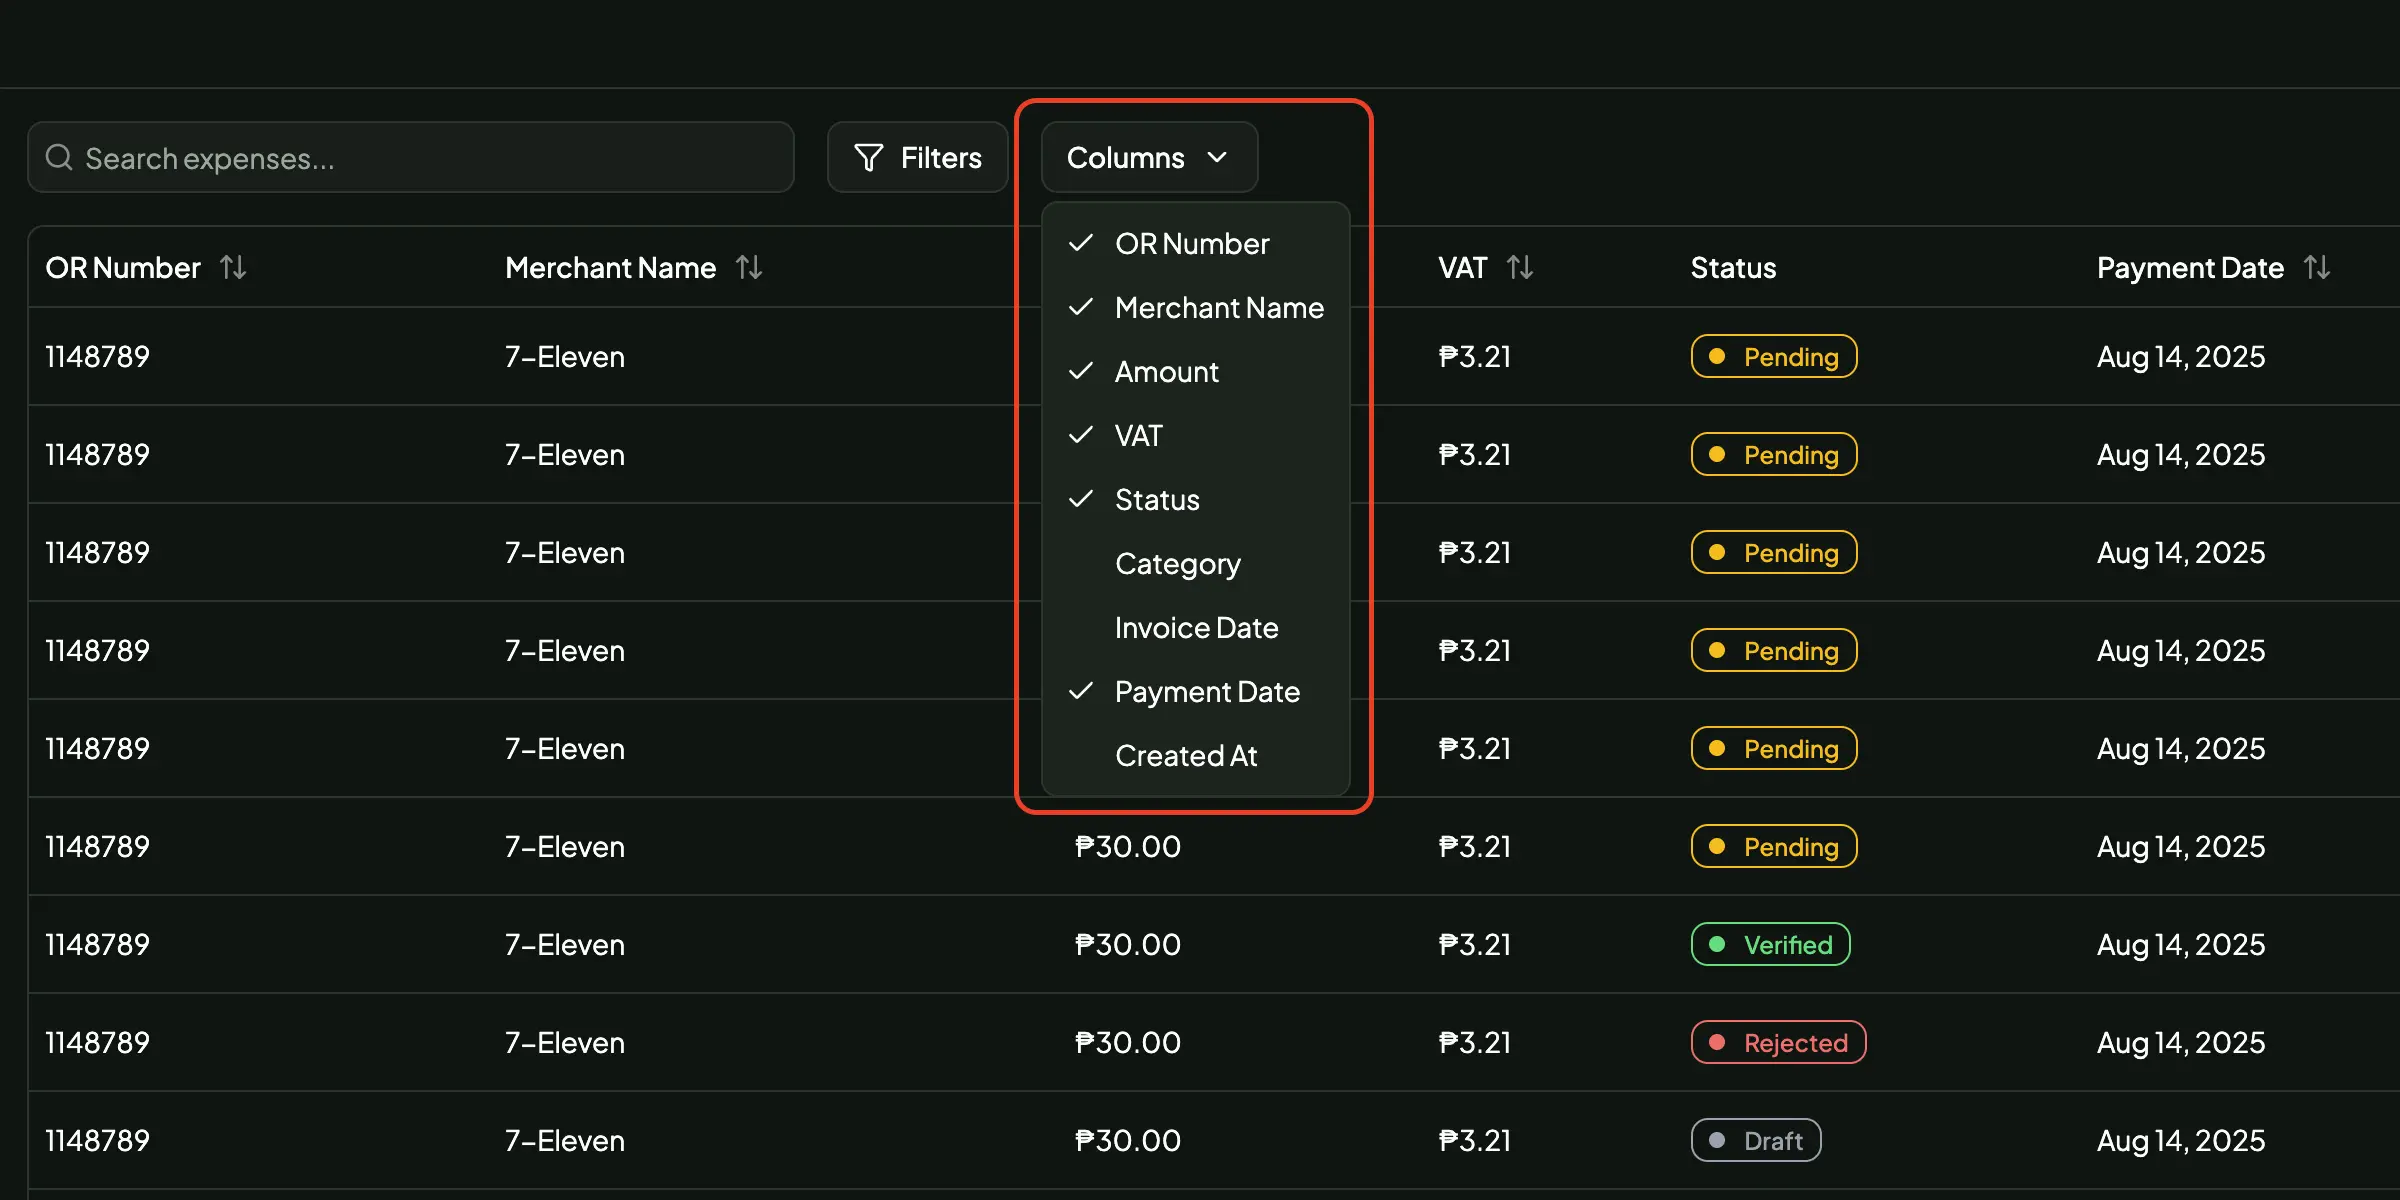 Search expenses...
Filters
Columns
OR Number
Merchant Name
Amount
VAT
Status
Category
Invoice Date
Payment Date
Created At
OR Number Merchant Name VAT Status Payment Date
1148789 7-Eleven ₱3.21 Pending Aug 14, 2025
1148789 7-Eleven ₱3.21 Pending Aug 14, 2025
1148789 7-Eleven ₱3.21 Pending Aug 14, 2025
1148789 7-Eleven ₱3.21 Pending Aug 14, 2025
1148789 7-Eleven ₱3.21 Pending Aug 14, 2025
1148789 7-Eleven ₱30.00 ₱3.21 Pending Aug 14, 2025
1148789 7-Eleven ₱30.00 ₱3.21 Verified Aug 14, 2025
1148789 7-Eleven ₱30.00 ₱3.21 Rejected Aug 14, 2025
1148789 7-Eleven ₱30.00 ₱3.21 Draft Aug 14, 2025